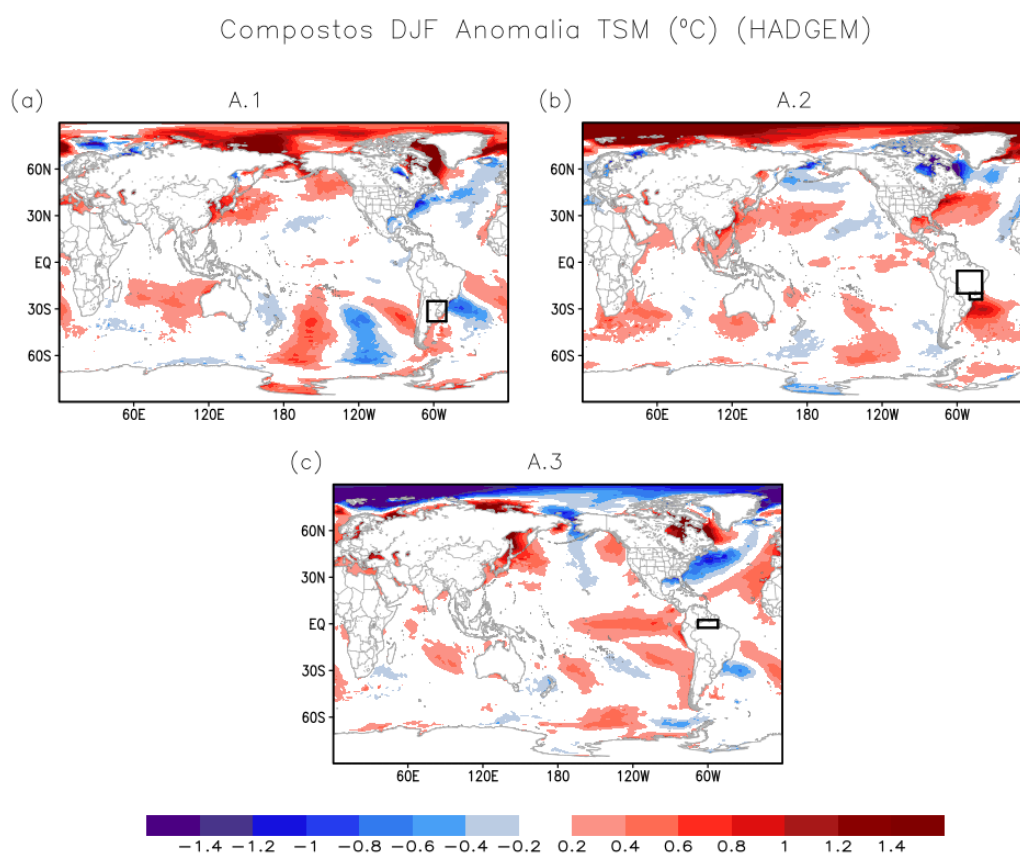 Compostos DJF Anomalia TSM (ºC) (HADGEM)
(a) A.1
(b) A.2
60N
30N
EQ
30S
60S
60E 120E 180 120W 60W
60N
30N
EQ
30S
60S
60E 120E 180 120W 60W
(c) A.3
60N
30N
EQ
30S
60S
60E 120E 180 120W 60W
-1.4 -1.2 -1 -0.8 -0.6 -0.4 -0.2 0.2 0.4 0.6 0.8 1 1.2 1.4